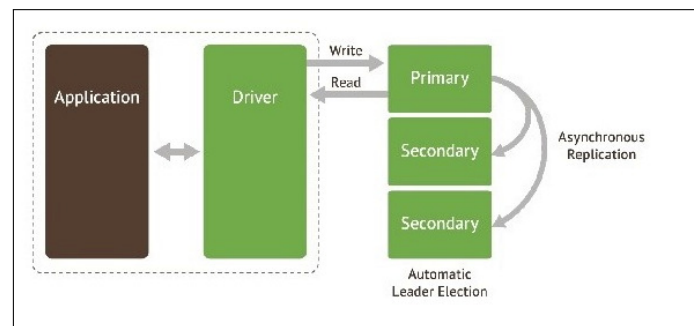 Application
Driver
Write
Read
Primary
Secondary
Secondary
Asynchronous
Replication
Automatic
Leader Election